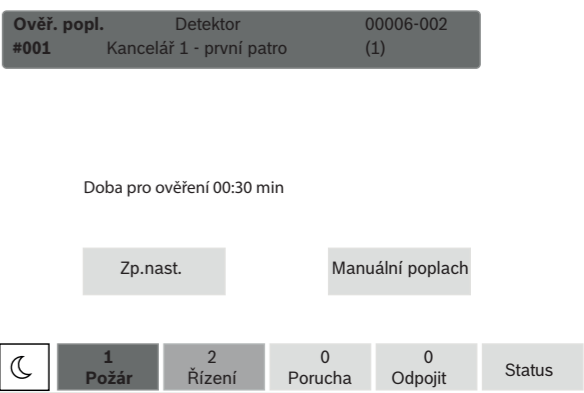 Ověř. popl. Detektor 00006-002
#001 Kancelář 1 - první patro (1)
Doba pro ověření 00:30 min
Zp.nast. Manuální poplach
1 2 0 0
Požár Řízení Porucha Odpojit Status